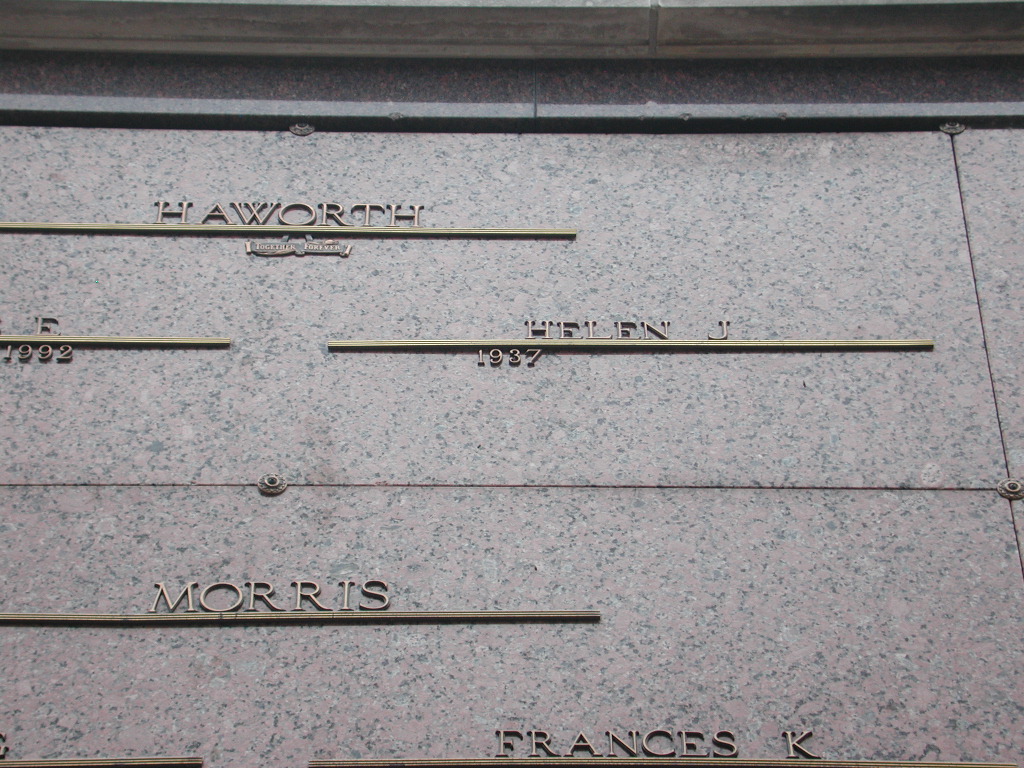 HAWORTH
TOGETHER FOREVER
E HELEN J
1992 1937
MORRIS
FRANCES K